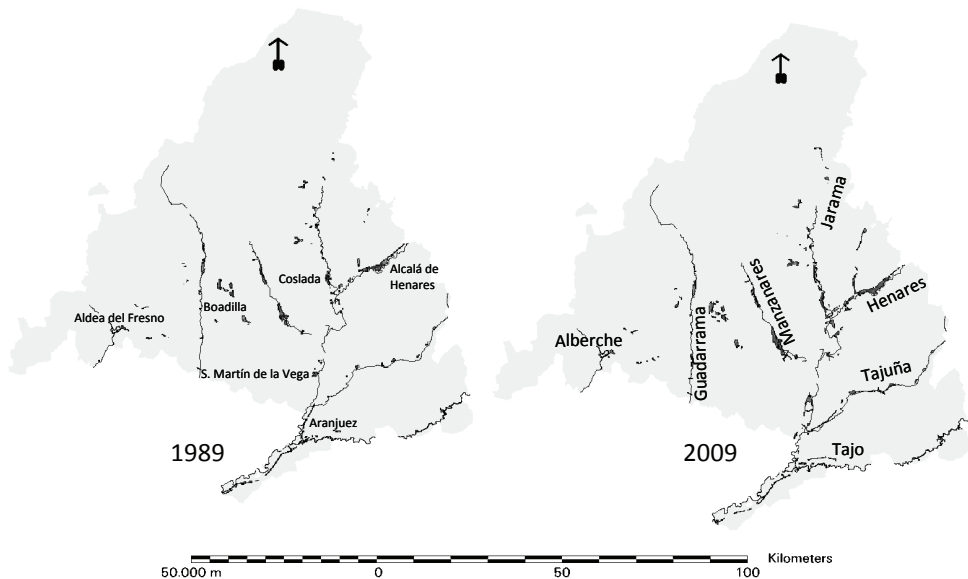 Coslada
Alcalá de
Henares
Boadilla
Aldea del Fresno
S. Martín de la Vega
Aranjuez
1989
Jarama
Henares
Manzanares
Guadarrama
Alberche
Tajuña
Tajo
2009
Kilometers
50.000 m 0 50 100